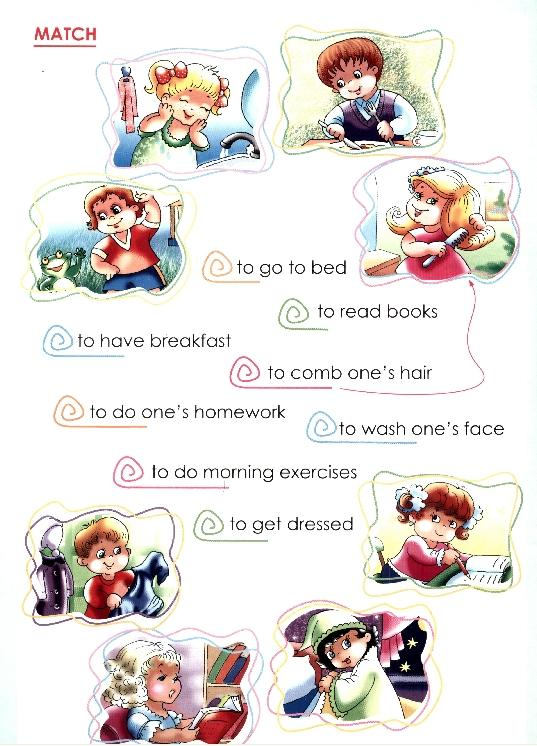 MATCH
to go to bed
to read books
to have breakfast
to comb one's hair
to do one's homework
to wash one's face
to do morning exercises
to get dressed